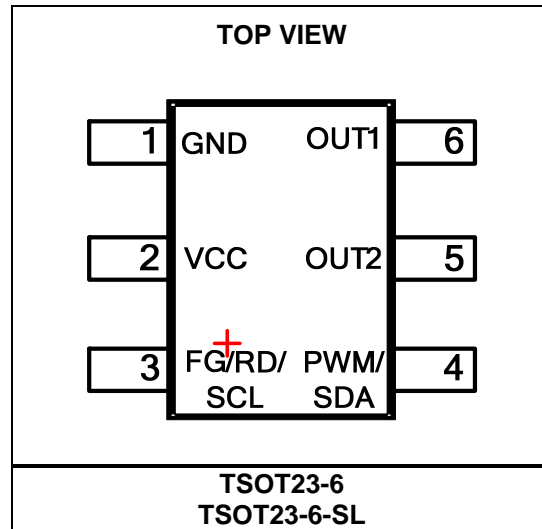 TOP VIEW
1 GND OUT1 6
2 VCC OUT2 5
3 FG/RD/ PWM/ 4
SCL SDA
TSOT23-6
TSOT23-6-SL